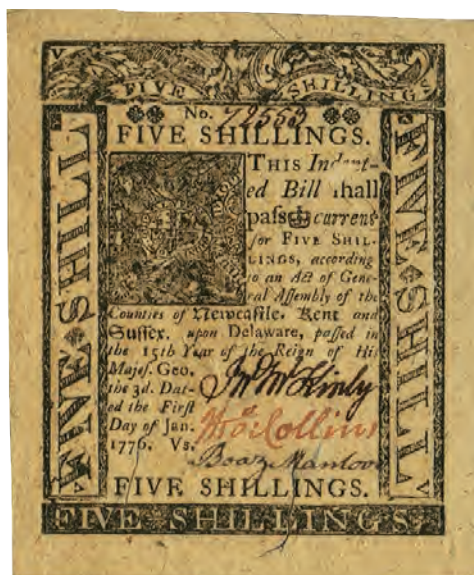 V
FIVE SHILLINGS
No. 72553
FIVE SHILLINGS.
THIS Indent-
ed Bill shall
paſs current
for FIVE SHIL-
LINGS, according
to an Act of Gene-
ral Aſſembly of the
Counties of Newcaſtle, Kent and
Suſſex, upon Delaware, paſſed in
the 15th Year of the Reign of His
Majeſ. Geo.
the 3d. Dat-
ed the Firſt
Day of Jan.
1776. Vs.
Jno McKinly
Thos. Collins
Boaz Manlove
FIVE SHILLINGS.
FIVE SHILLINGS
FIVE SHILL
FIVE SHILL